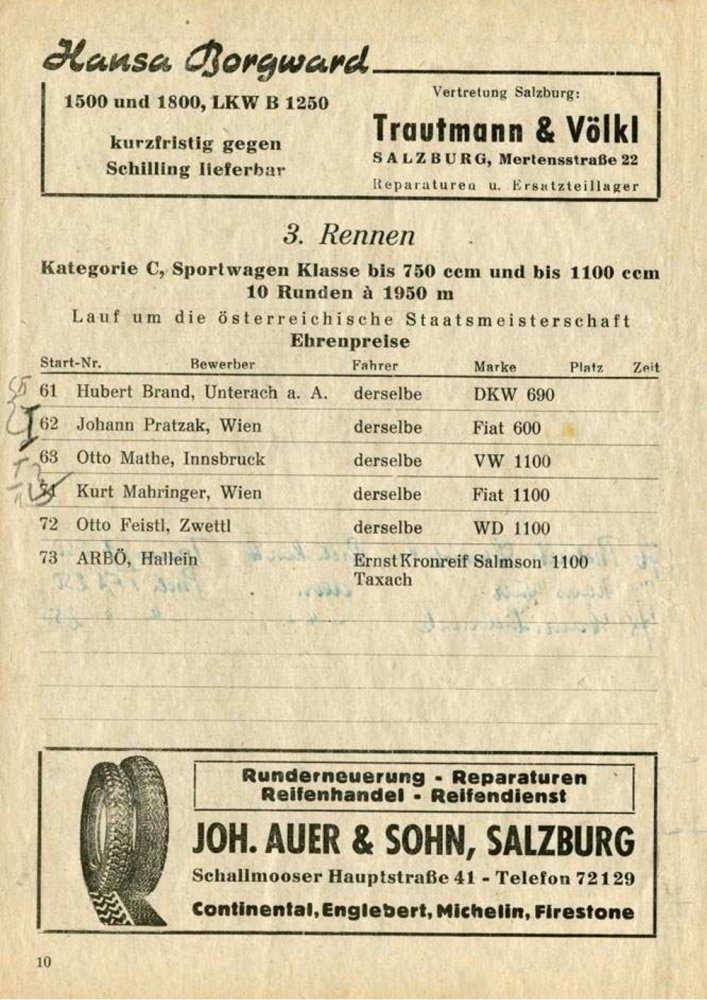 Hansa Borgward
1500 und 1800, LKW B 1250
kurzfristig gegen
Schilling lieferbar
Vertretung Salzburg:
Trautmann & Völkl
SALZBURG, Mertensstraße 22
Reparaturen u. Ersatzteillager
3. Rennen
Kategorie C, Sportwagen Klasse bis 750 ccm und bis 1100 ccm
10 Runden à 1950 m
Lauf um die österreichische Staatsmeisterschaft
Ehrenpreise
Start-Nr. Bewerber Fahrer Marke Platz Zeit
61 Hubert Brand, Unterach a. A. derselbe DKW 690
62 Johann Pratzak, Wien derselbe Fiat 600
63 Otto Mathe, Innsbruck derselbe VW 1100
Kurt Mahringer, Wien derselbe Fiat 1100
72 Otto Feistl, Zwettl derselbe WD 1100
73 ARBÖ, Hallein Ernst Kronreif Salmson 1100
Taxach
Runderneuerung - Reparaturen
Reifenhandel - Reifendienst
JOH. AUER & SOHN, SALZBURG
Schallmooser Hauptstraße 41 - Telefon 72129
Continental, Englebert, Michelin, Firestone
10